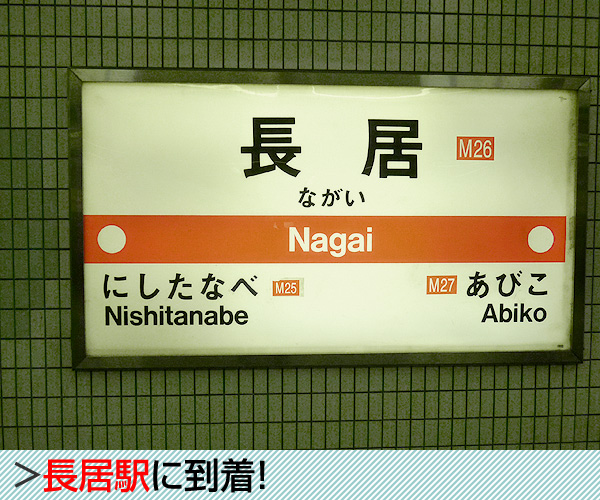 長居 M26
ながい
Nagai
にしたなべ M25 M27 あびこ
Nishitanabe Abiko
>長居駅に到着!